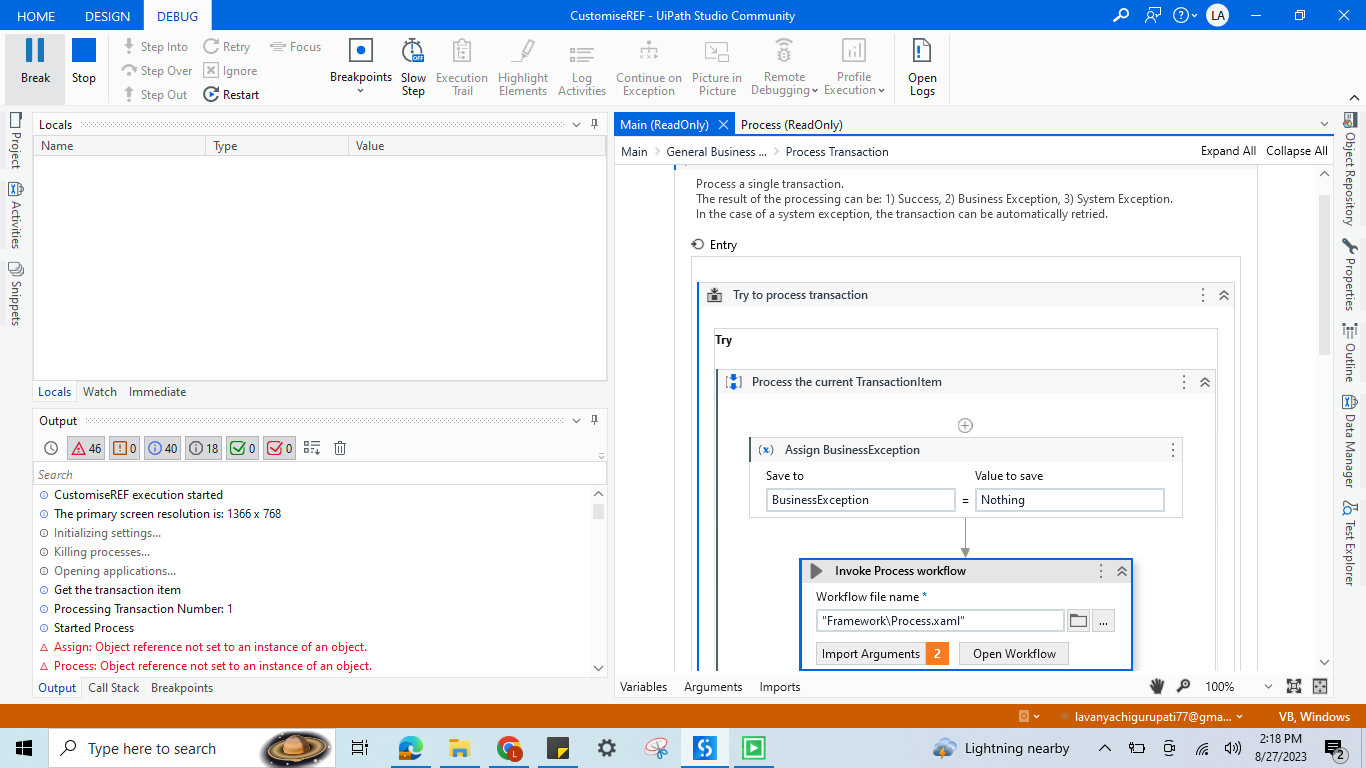 HOME DESIGN DEBUG CustomiseREF - UiPath Studio Community LA
Break Stop Step Into Step Over Step Out Retry Ignore Restart Focus
Breakpoints Slow Step OFF Execution Trail Highlight Elements Log Activities Continue on Exception Picture in Picture Remote Debugging Profile Execution Open Logs
Project
Activities
Snippets
Locals
Name Type Value
Locals Watch Immediate
Output
46 0 40 18 0 0
Search
CustomiseREF execution started
The primary screen resolution is: 1366 x 768
Initializing settings...
Killing processes...
Opening applications...
Get the transaction item
Processing Transaction Number: 1
Started Process
Assign: Object reference not set to an instance of an object.
Process: Object reference not set to an instance of an object.
Output Call Stack Breakpoints
Main (ReadOnly) Process (ReadOnly)
Main General Business ... Process Transaction Expand All Collapse All
Process a single transaction.
The result of the processing can be: 1) Success, 2) Business Exception, 3) System Exception.
In the case of a system exception, the transaction can be automatically retried.
Entry
Try to process transaction
Try
Process the current TransactionItem
(x) Assign BusinessException
Save to Value to save
BusinessException = Nothing
Invoke Process workflow
Workflow file name *
"Framework\Process.xaml" ...
Import Arguments 2 Open Workflow
Variables Arguments Imports 100%
Object Repository
Properties
Outline
Data Manager
Test Explorer
lavanyachigurupati77@gma... VB, Windows
Type here to search Lightning nearby 2:18 PM
8/27/2023 2